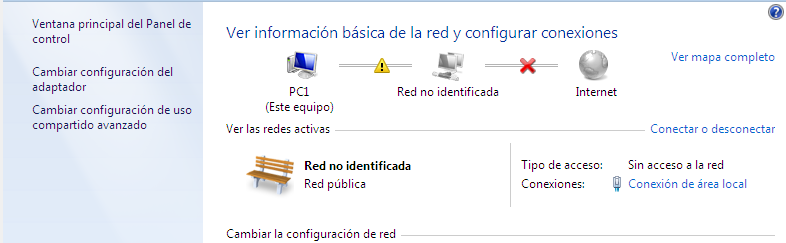 Ventana principal del Panel de
control
Cambiar configuración del
adaptador
Cambiar configuración de uso
compartido avanzado
Ver información básica de la red y configurar conexiones
Ver mapa completo
PC1
(Este equipo)
Red no identificada
Internet
Ver las redes activas
Conectar o desconectar
Red no identificada
Red pública
Tipo de acceso: Sin acceso a la red
Conexiones: Conexión de área local
Cambiar la configuración de red